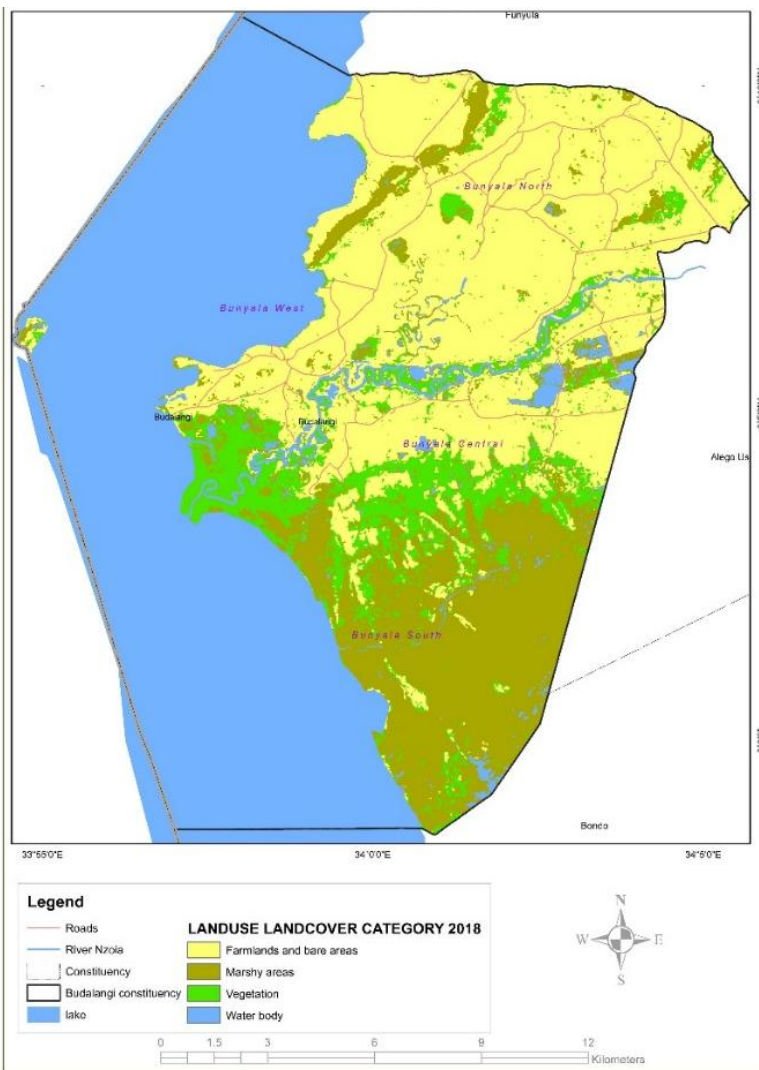 Funyula
Bunyala North
Bunyala West
Budalangi
Budalangi
Bunyala Central
Alego Us
Bunyala South
Bondo
33°55'0"E
34°0'0"E
34°5'0"E
Legend
Roads
River Nzoia
Constituency
Budalangi constituency
lake
LANDUSE LANDCOVER CATEGORY 2018
Farmlands and bare areas
Marshy areas
Vegetation
Water body
N
W
E
S
0 1.5 3 6 9 12
Kilometers